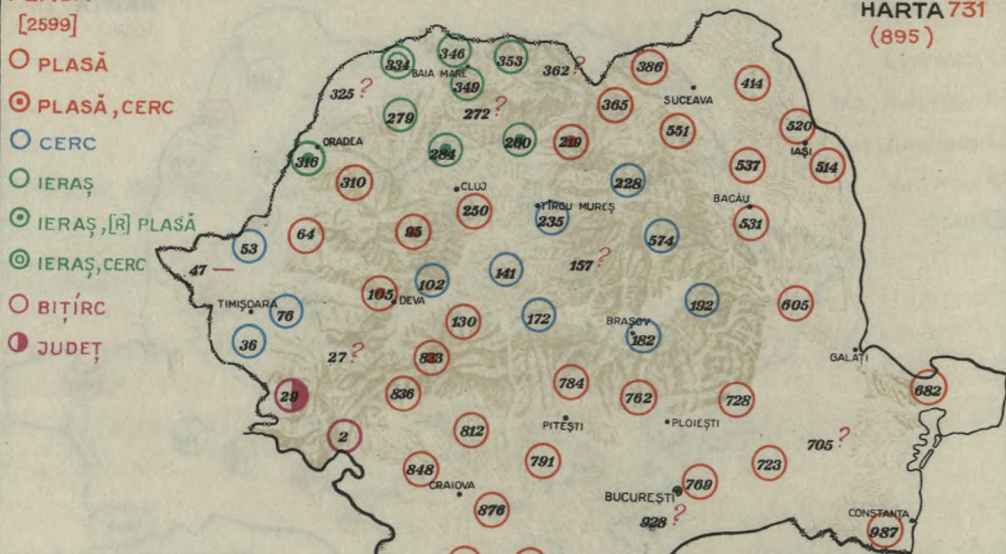 [2599]
PLASĂ
PLASĂ, CERC
CERC
IERAȘ
IERAȘ, [R] PLASĂ
IERAȘ, CERC
BIȚÎRC
JUDEȚ
HARTA 731
(895)
334
346
353
362 ?
386
414
BAIA MARE
349
325 ?
272 ?
365
SUCEAVA
279
551
520
ORADEA
284
280
219
IAȘI
316
537
514
310
228
CLUJ
250
TÎRGU MUREȘ
235
BACĂU
531
64
95
574
53
47 —
141
157 ?
102
105
DEVA
192
605
TIMIȘOARA
76
130
172
BRAȘOV
182
36
27 ?
833
GALAȚI
29
836
784
762
728
682
2
812
PITEȘTI
PLOIEȘTI
705 ?
848
791
723
CRAIOVA
769
BUCUREȘTI
876
928 ?
CONSTANȚA
987